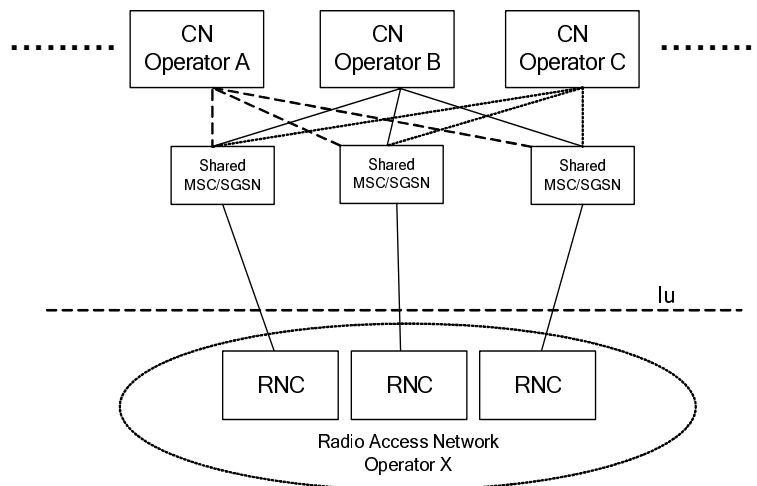 CN
Operator A
CN
Operator B
CN
Operator C
Shared
MSC/SGSN
Shared
MSC/SGSN
Shared
MSC/SGSN
Iu
RNC
RNC
RNC
Radio Access Network
Operator X